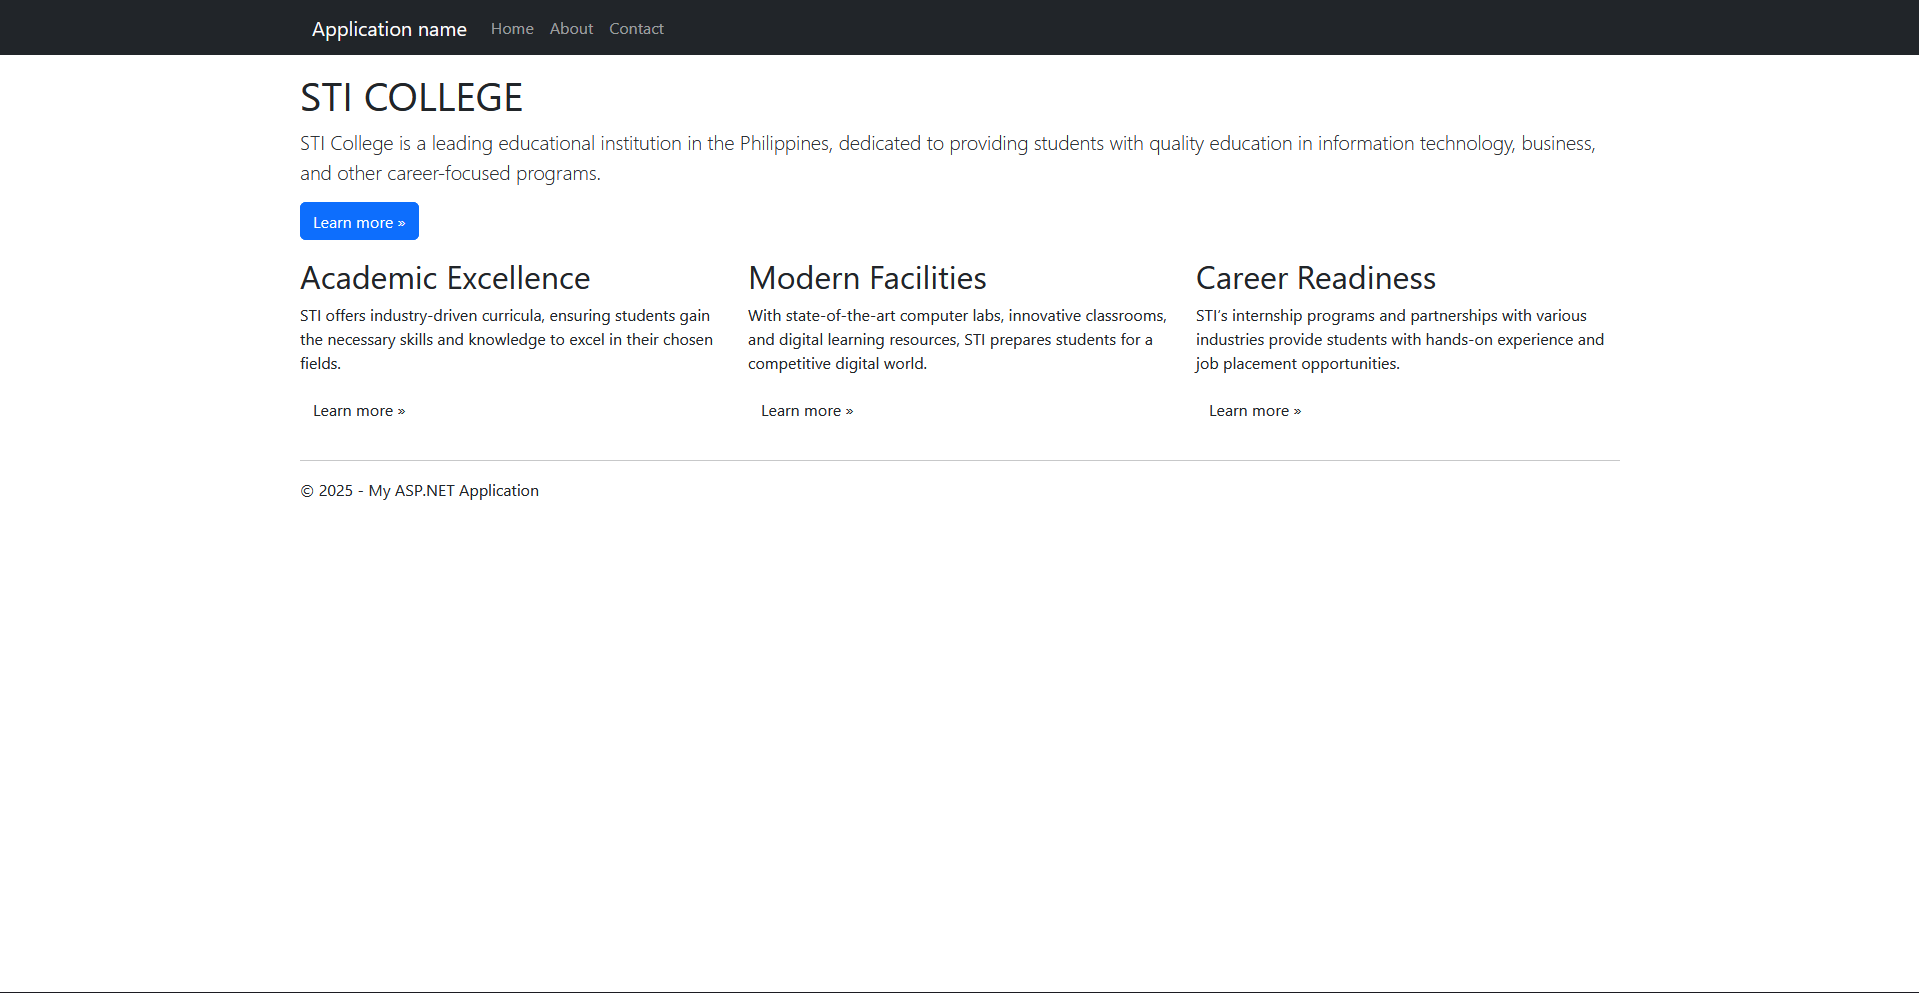 Application name Home About Contact
STI COLLEGE
STI College is a leading educational institution in the Philippines, dedicated to providing students with quality education in information technology, business,
and other career-focused programs.
Learn more »
Academic Excellence
STI offers industry-driven curricula, ensuring students gain
the necessary skills and knowledge to excel in their chosen
fields.
Learn more »
Modern Facilities
With state-of-the-art computer labs, innovative classrooms,
and digital learning resources, STI prepares students for a
competitive digital world.
Learn more »
Career Readiness
STI’s internship programs and partnerships with various
industries provide students with hands-on experience and
job placement opportunities.
Learn more »
© 2025 - My ASP.NET Application